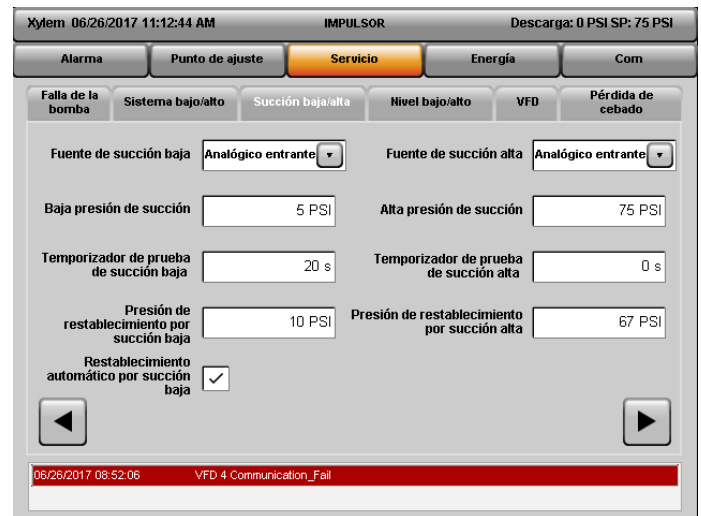 Xylem 06/26/2017 11:12:44 AM IMPULSOR Descarga: 0 PSI SP: 75 PSI
Alarma Punto de ajuste Servicio Energía Com
Falla de la bomba Sistema bajo/alto Succión baja/alta Nivel bajo/alto VFD Pérdida de cebado
Fuente de succión baja Analógico entrante Fuente de succión alta Analógico entrante
Baja presión de succión 5 PSI Alta presión de succión 75 PSI
Temporizador de prueba de succión baja 20 s Temporizador de prueba de succión alta 0 s
Presión de restablecimiento por succión baja 10 PSI Presión de restablecimiento por succión alta 67 PSI
Restablecimiento automático por succión baja
06/26/2017 08:52:06 VFD 4 Communication_Fail